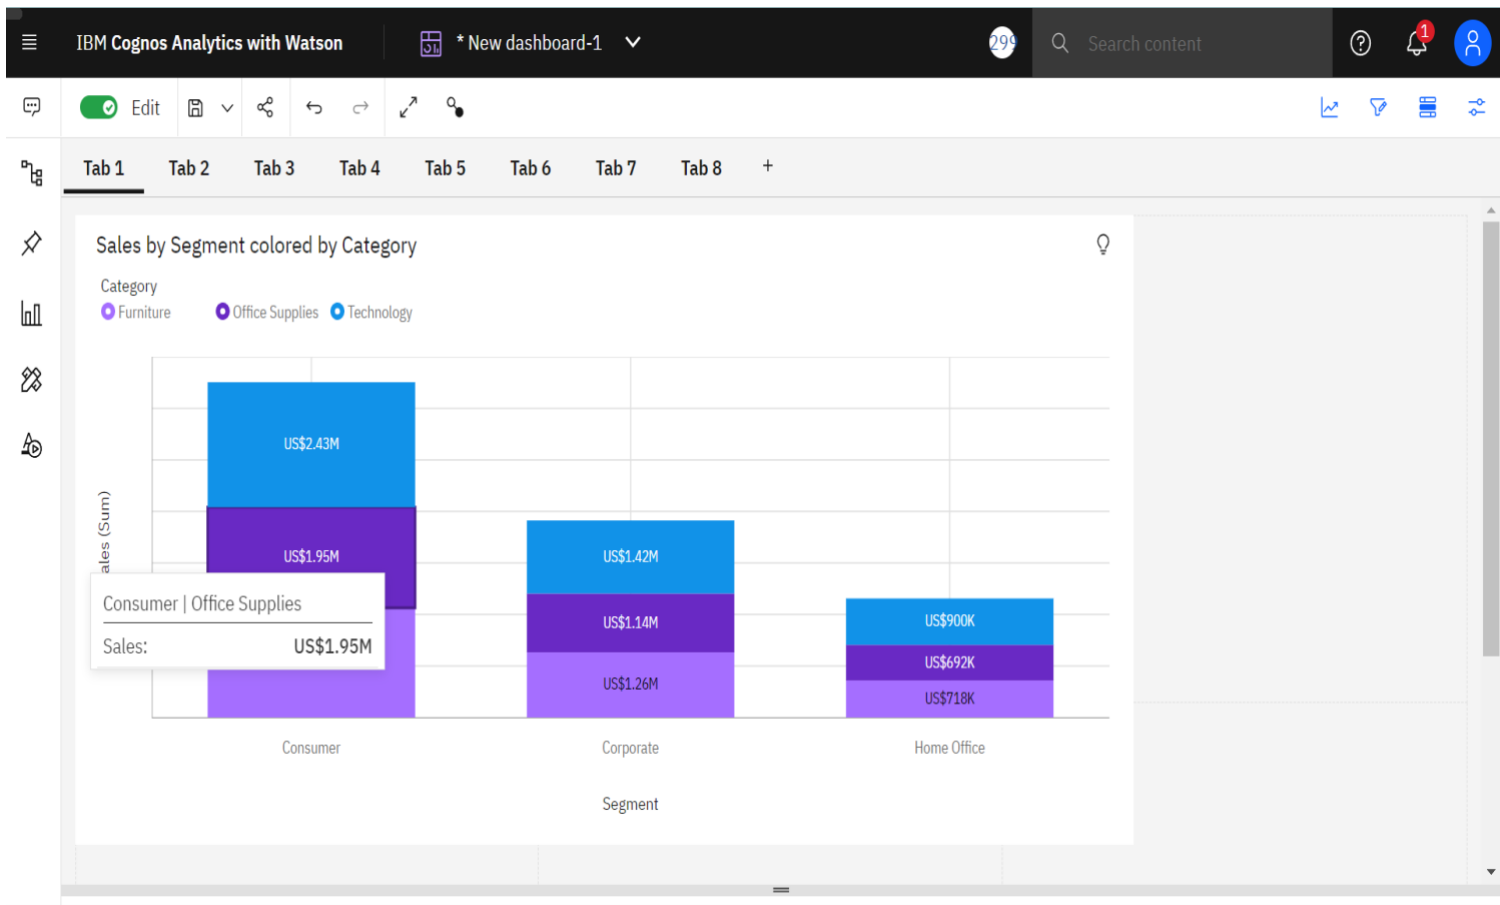 IBM Cognos Analytics with Watson
* New dashboard-1
299
Search content
1
Edit
Tab 1 Tab 2 Tab 3 Tab 4 Tab 5 Tab 6 Tab 7 Tab 8 +
Sales by Segment colored by Category
Category
Furniture Office Supplies Technology
ales (Sum)
US$2.43M
US$1.95M
US$1.42M
US$1.14M
US$1.26M
US$900K
US$692K
US$718K
Consumer | Office Supplies
Sales: US$1.95M
Consumer Corporate Home Office
Segment